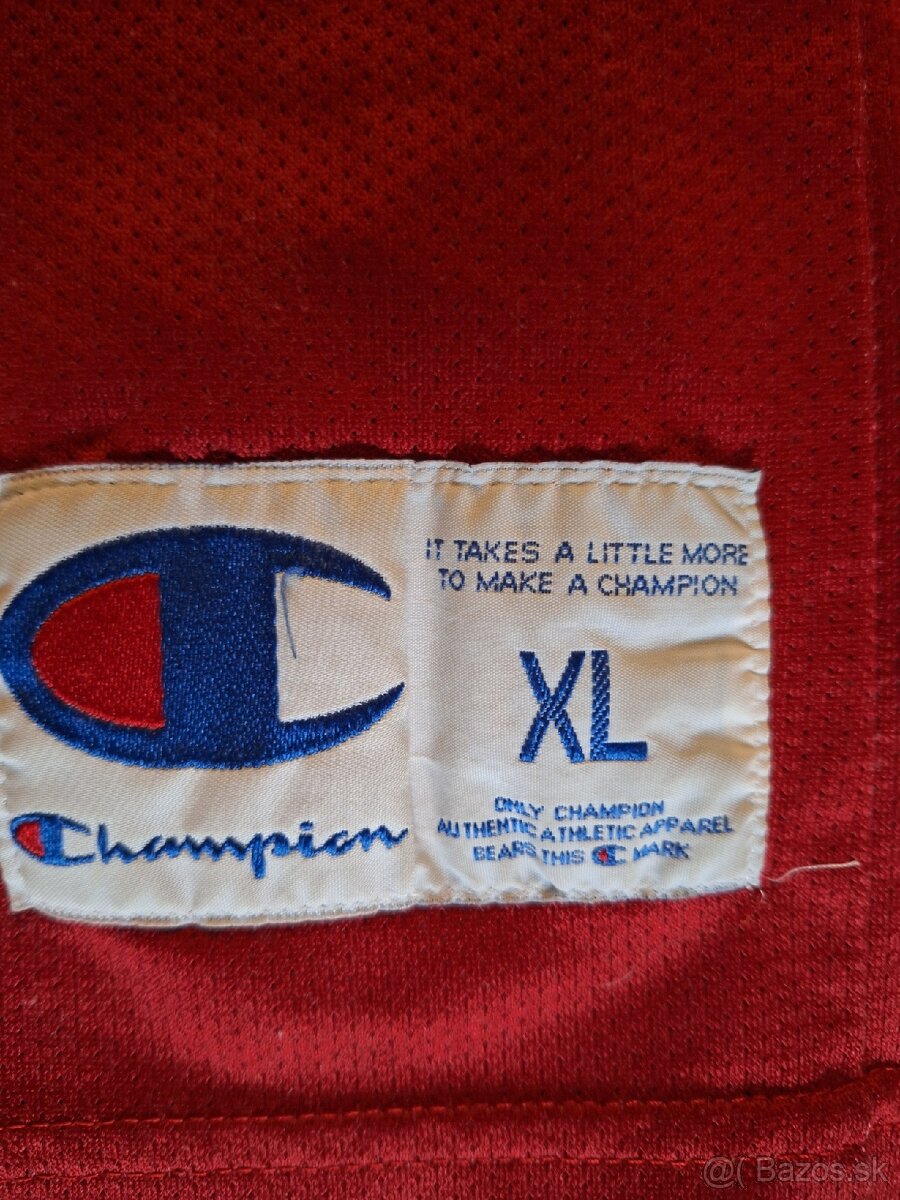 IT TAKES A LITTLE MORE
TO MAKE A CHAMPION
XL
Champion
ONLY CHAMPION
AUTHENTIC ATHLETIC APPAREL
BEARS THIS C MARK
@( Bazos.sk